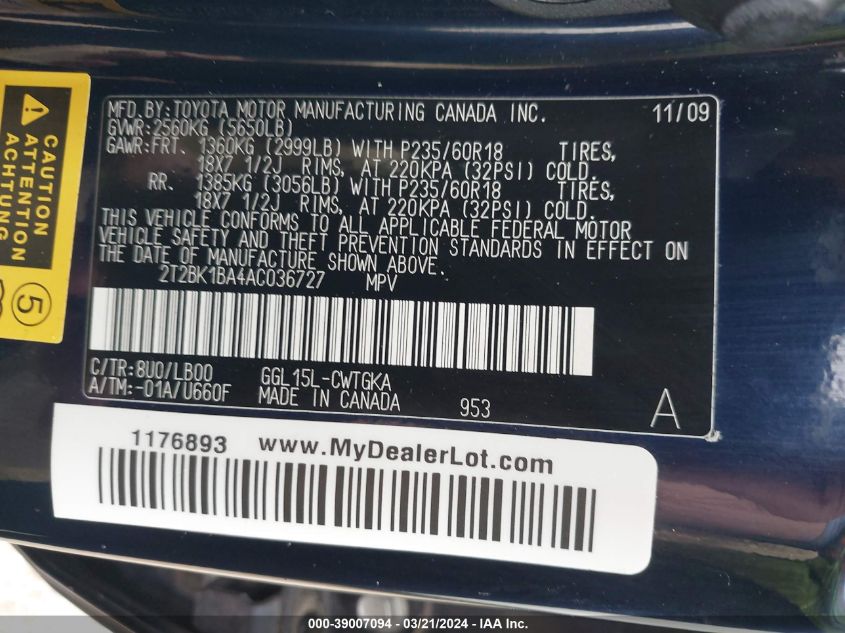 CAUTION
ATTENTION
ACHTUNG
5
MFD.BY:TOYOTA MOTOR MANUFACTURING CANADA INC. 11/09
GVWR:2560KG (5650LB)
GAWR:FRT. 1360KG (2999LB) WITH P235/60R18 TIRES,
18X7 1/2J RIMS, AT 220KPA (32PSI) COLD.
RR. 1385KG (3056LB) WITH P235/60R18 TIRES,
18X7 1/2J RIMS, AT 220KPA (32PSI) COLD.
THIS VEHICLE CONFORMS TO ALL APPLICABLE FEDERAL MOTOR
VEHICLE SAFETY AND THEFT PREVENTION STANDARDS IN EFFECT ON
THE DATE OF MANUFACTURE SHOWN ABOVE.
2T2BK1BA4AC036727 MPV
C/TR:8U0/LB00 GGL15L-CWTGKA
A/TM:-01A/U660F MADE IN CANADA 953 A
1176893 www.MyDealerLot.com
000-39007094 - 03/21/2024 - IAAI.COM